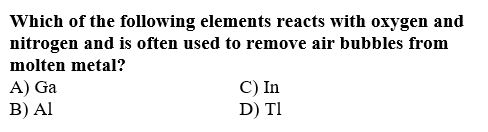 Which of the following elements reacts with oxygen and
nitrogen and is often used to remove air bubbles from
molten metal?
A) Ga C) In
B) Al D) Tl